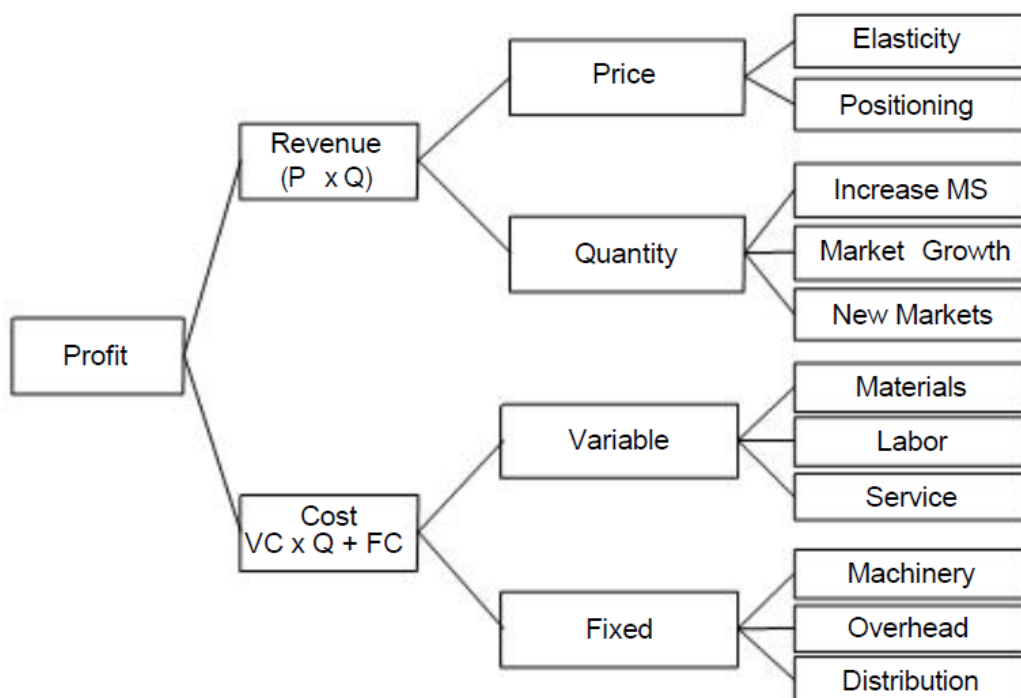 Profit
Revenue
(P x Q)
Cost
VC x Q + FC
Price
Quantity
Variable
Fixed
Elasticity
Positioning
Increase MS
Market Growth
New Markets
Materials
Labor
Service
Machinery
Overhead
Distribution